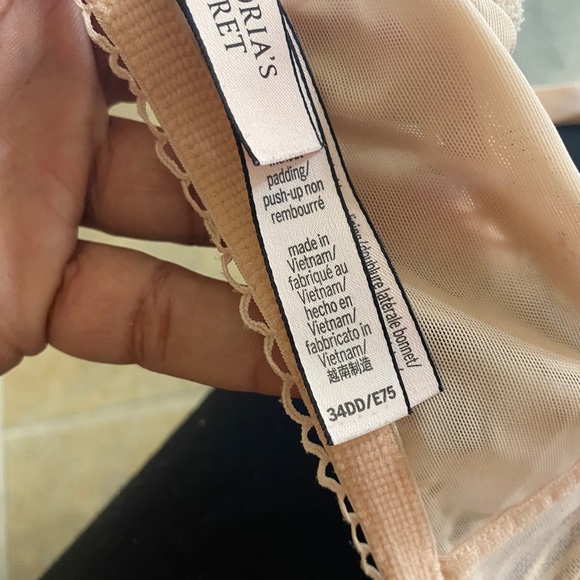 ORIA'S
RET
padding/
push-up non
rembourré
made in
Vietnam/
fabriqué au
Vietnam/
hecho en
Vietnam/
fabbricato in
Vietnam/
越南制造
34DD/E75
/doublure latérale bonnet/